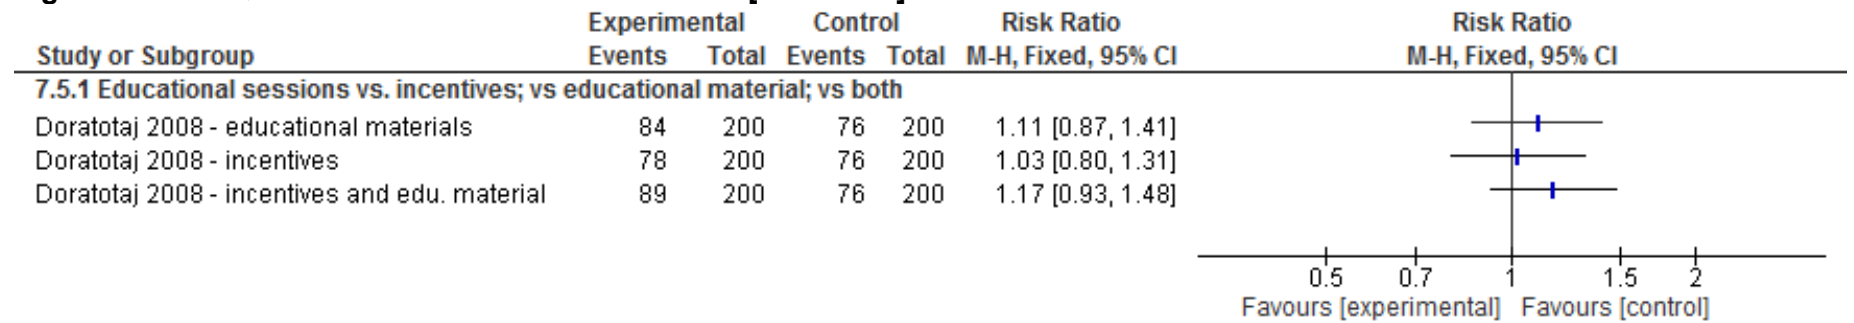 Experimental Control Risk Ratio Risk Ratio
Study or Subgroup Events Total Events Total M-H, Fixed, 95% CI M-H, Fixed, 95% CI
7.5.1 Educational sessions vs. incentives; vs educational material; vs both
Doratotaj 2008 - educational materials 84 200 76 200 1.11 [0.87, 1.41]
Doratotaj 2008 - incentives 78 200 76 200 1.03 [0.80, 1.31]
Doratotaj 2008 - incentives and edu. material 89 200 76 200 1.17 [0.93, 1.48]
0.5 0.7 1 1.5 2
Favours [experimental] Favours [control]